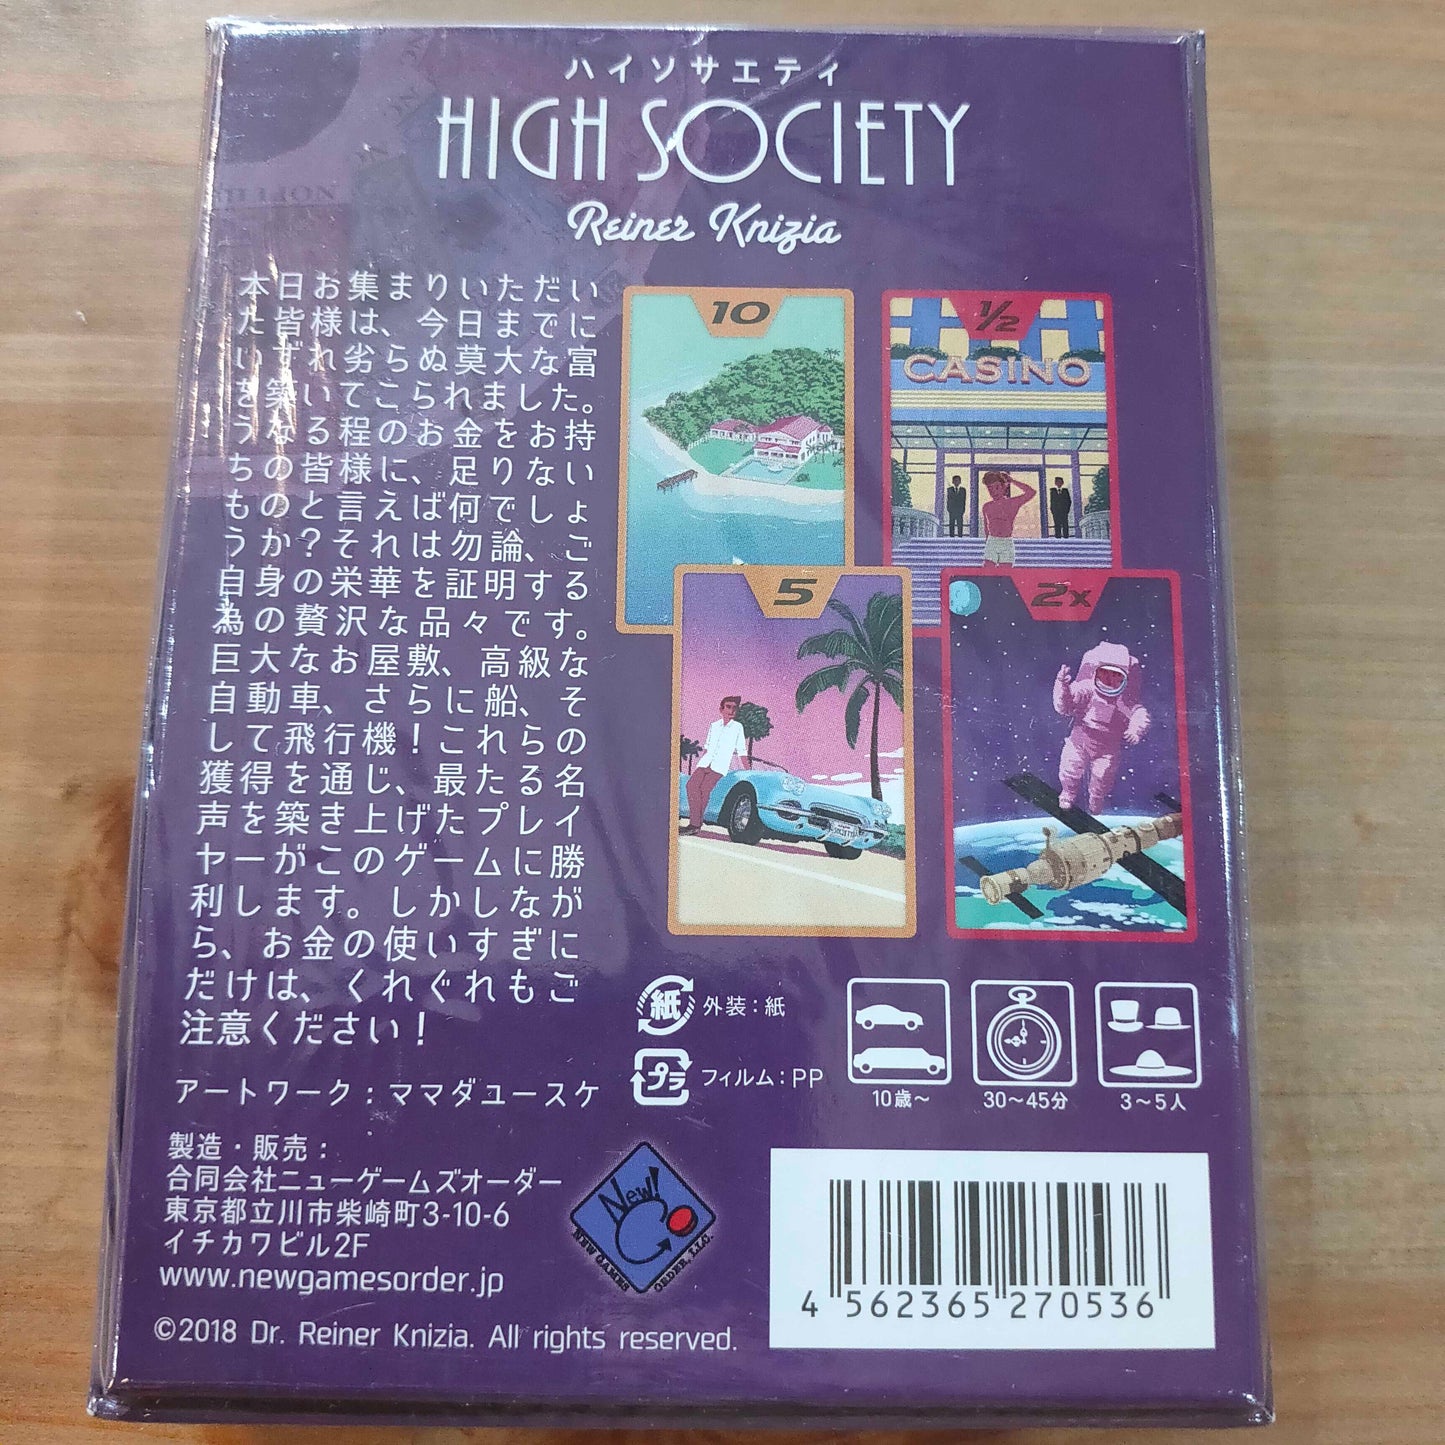 ハイソサエティ
HIGH SOCIETY
Reiner Knizia
本日お集まりいただい
た皆様は、今日までに
いずれ劣らぬ莫大な富
を築いてこられました。
うなる程のお金をお持
ちの皆様に、足りない
ものと言えば何でしょ
うか?それは勿論、ご
自身の栄華を証明する
為の贅沢な品々です。
巨大なお屋敷、高級な
自動車、さらに船、そ
して飛行機!これらの
獲得を通じ、最たる名
声を築き上げたプレイ
ヤーがこのゲームに勝
利します。しかしなが
ら、お金の使いすぎに
だけは、くれぐれもご
注意ください!
アートワーク:ママダユースケ
10
1/2
CASINO
5
2x
紙
外装:紙
プラ
フィルム:PP
10歳~
30~45分
3~5人
製造・販売:
合同会社ニューゲームズオーダー
東京都立川市柴崎町3-10-6
イチカワビル2F
www.newgamesorder.jp
©2018 Dr. Reiner Knizia. All rights reserved.
New!
NEW GAMES ORDER, LLC.
4 562365 270536